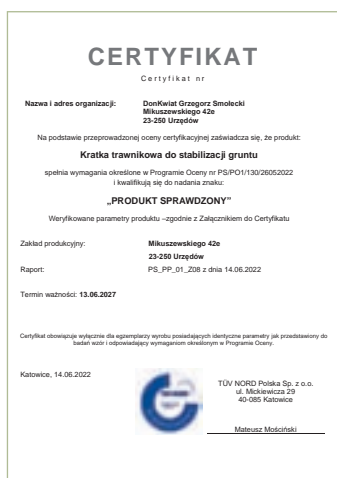 CERTYFIKAT
Certyfikat nr
Nazwa i adres organizacji: DonKwiat Grzegorz Smołecki
Mikuszewskiego 42e
23-250 Urzędów
Na podstawie przeprowadzonej oceny certyfikacyjnej zaświadcza się, że produkt:
Kratka trawnikowa do stabilizacji gruntu
spełnia wymagania określone w Programie Oceny nr PS/PO1/130/26052022
i kwalifikują się do nadania znaku:
„PRODUKT SPRAWDZONY”
Weryfikowane parametry produktu –zgodnie z Załącznikiem do Certyfikatu
Zakład produkcyjny: Mikuszewskiego 42e
23-250 Urzędów
Raport: PS_PP_01_Z08 z dnia 14.06.2022
Termin ważności: 13.06.2027
Certyfikat obowiązuje wyłącznie dla egzemplarzy wyrobu posiadających identyczne parametry jak przedstawiony do
badań wzór i odpowiadający wymaganiom określonym w Programie Oceny.
Katowice, 14.06.2022
TÜV NORD Polska Sp. z o.o.
ul. Mickiewicza 29
40-085 Katowice
Mateusz Mościński